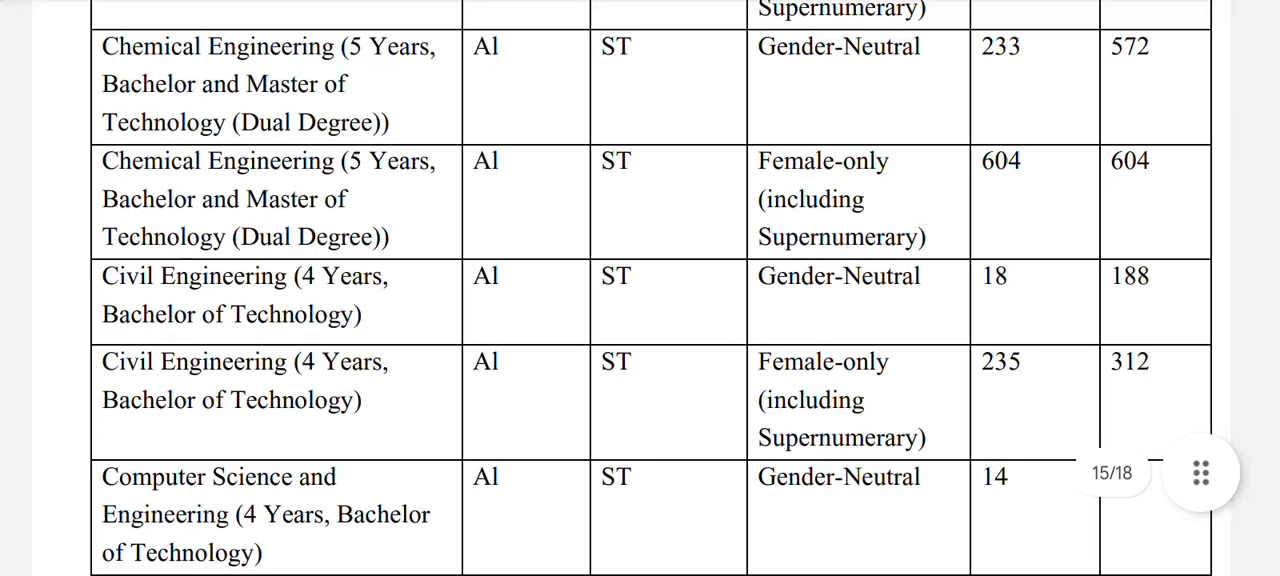 Supernumerary)
Chemical Engineering (5 Years, Al ST Gender-Neutral 233 572
Bachelor and Master of
Technology (Dual Degree))
Chemical Engineering (5 Years, Al ST Female-only 604 604
Bachelor and Master of (including
Technology (Dual Degree)) Supernumerary)
Civil Engineering (4 Years, Al ST Gender-Neutral 18 188
Bachelor of Technology)
Civil Engineering (4 Years, Al ST Female-only 235 312
Bachelor of Technology) (including
Supernumerary)
Computer Science and Al ST Gender-Neutral 14 15/18
Engineering (4 Years, Bachelor
of Technology)